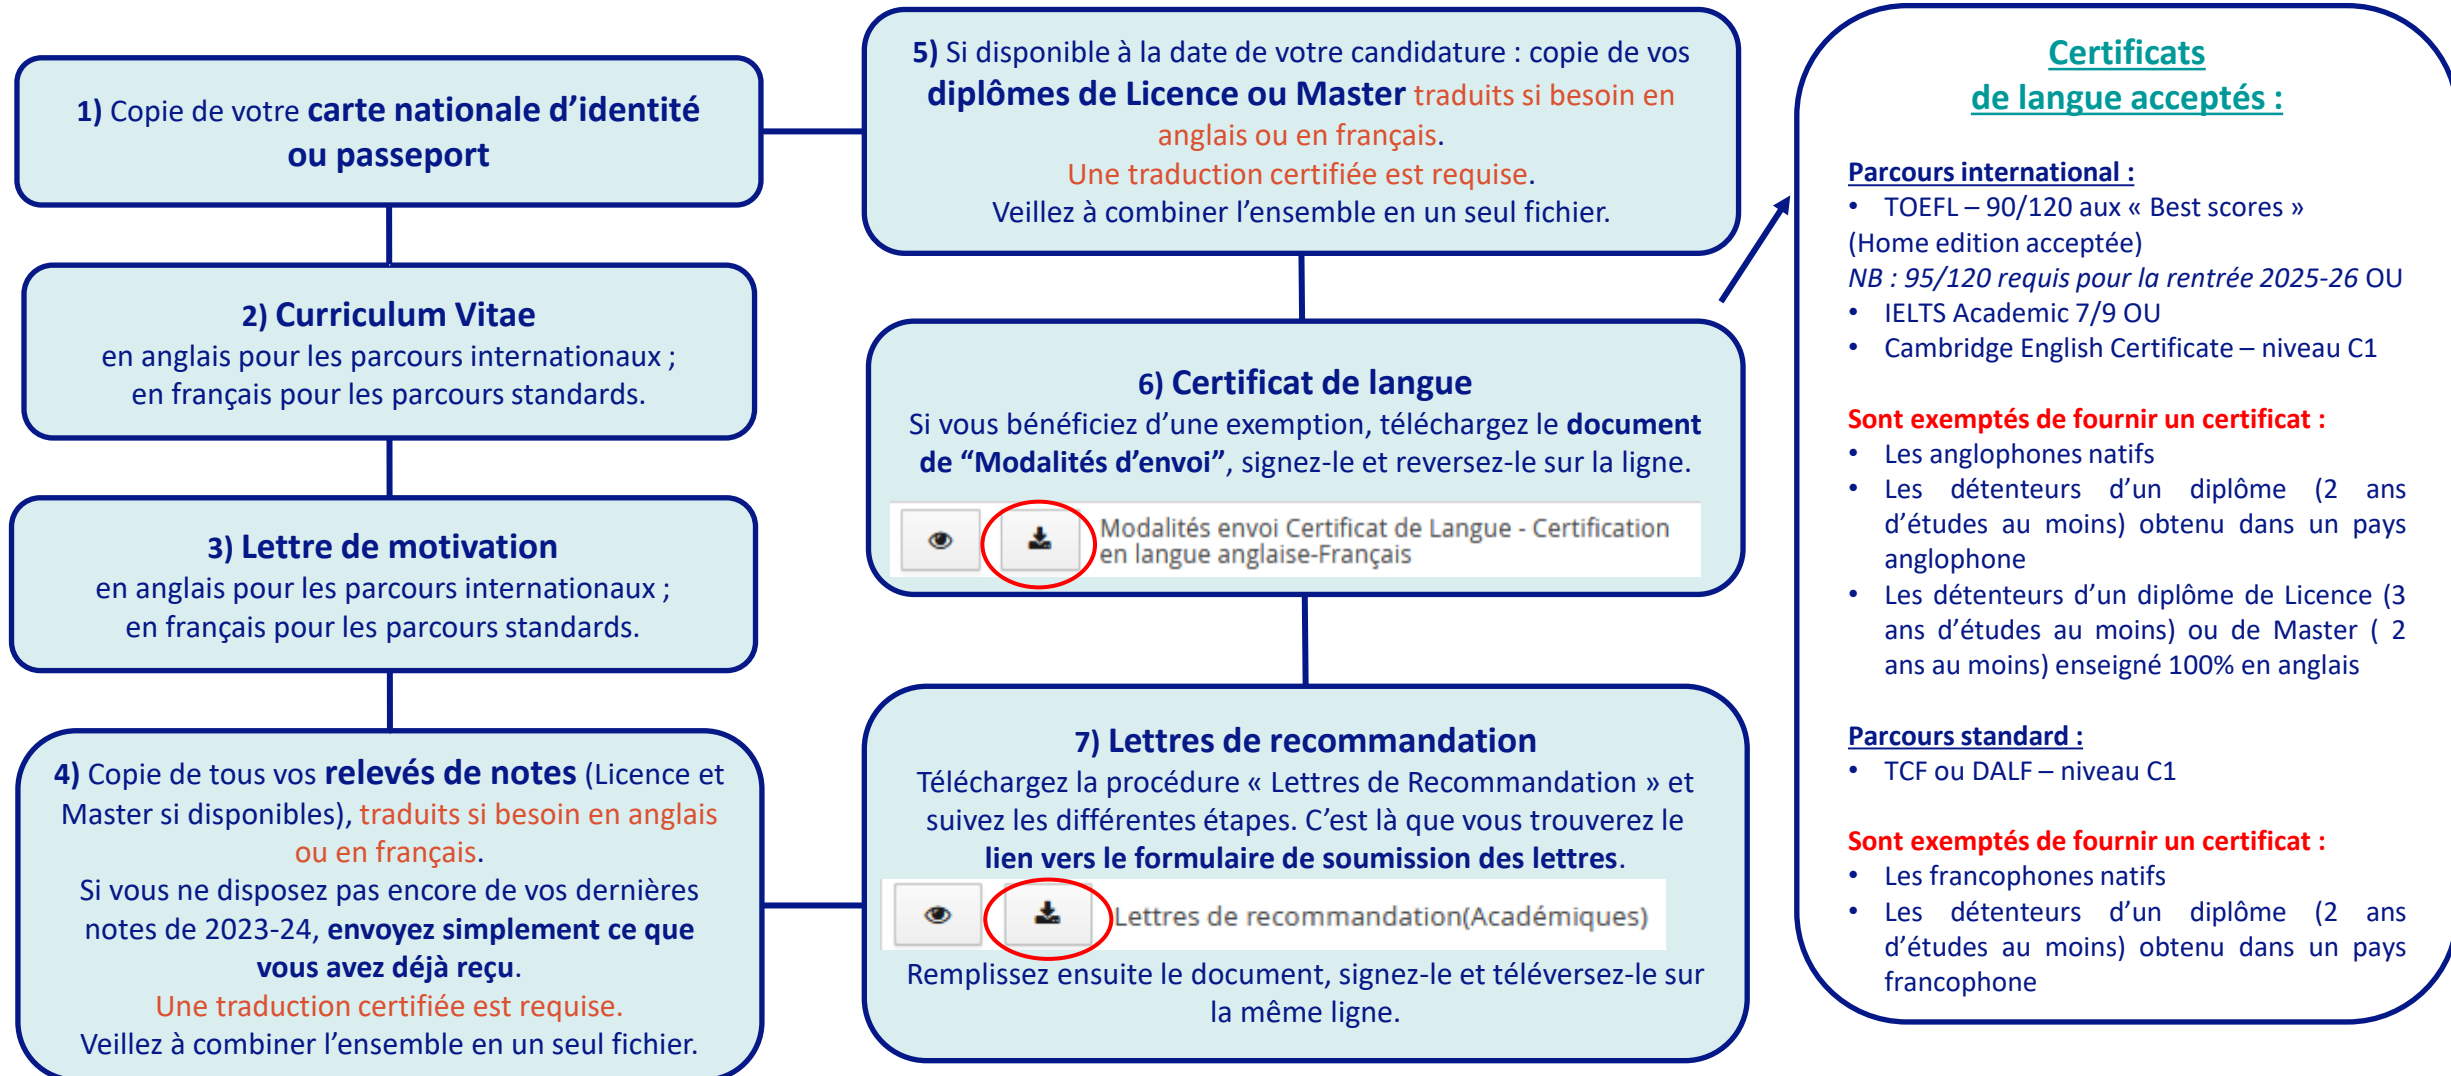 1) Copie de votre carte nationale d’identité
ou passeport
2) Curriculum Vitae
en anglais pour les parcours internationaux ;
en français pour les parcours standards.
3) Lettre de motivation
en anglais pour les parcours internationaux ;
en français pour les parcours standards.
4) Copie de tous vos relevés de notes (Licence et
Master si disponibles), traduits si besoin en anglais
ou en français.
Si vous ne disposez pas encore de vos dernières
notes de 2023-24, envoyez simplement ce que
vous avez déjà reçu.
Une traduction certifiée est requise.
Veillez à combiner l’ensemble en un seul fichier.
5) Si disponible à la date de votre candidature : copie de vos
diplômes de Licence ou Master traduits si besoin en
anglais ou en français.
Une traduction certifiée est requise.
Veillez à combiner l’ensemble en un seul fichier.
6) Certificat de langue
Si vous bénéficiez d’une exemption, téléchargez le document
de “Modalités d’envoi”, signez-le et reversez-le sur la ligne.
Modalités envoi Certificat de Langue - Certification
en langue anglaise-Français
7) Lettres de recommandation
Téléchargez la procédure « Lettres de Recommandation » et
suivez les différentes étapes. C’est là que vous trouverez le
lien vers le formulaire de soumission des lettres.
Lettres de recommandation(Académiques)
Remplissez ensuite le document, signez-le et téléversez-le sur
la même ligne.
Certificats
de langue acceptés :
Parcours international :
• TOEFL – 90/120 aux « Best scores »
(Home edition acceptée)
NB : 95/120 requis pour la rentrée 2025-26 OU
• IELTS Academic 7/9 OU
• Cambridge English Certificate – niveau C1
Sont exemptés de fournir un certificat :
• Les anglophones natifs
• Les détenteurs d’un diplôme (2 ans
d’études au moins) obtenu dans un pays
anglophone
• Les détenteurs d’un diplôme de Licence (3
ans d’études au moins) ou de Master ( 2
ans au moins) enseigné 100% en anglais
Parcours standard :
• TCF ou DALF – niveau C1
Sont exemptés de fournir un certificat :
• Les francophones natifs
• Les détenteurs d’un diplôme (2 ans
d’études au moins) obtenu dans un pays
francophone